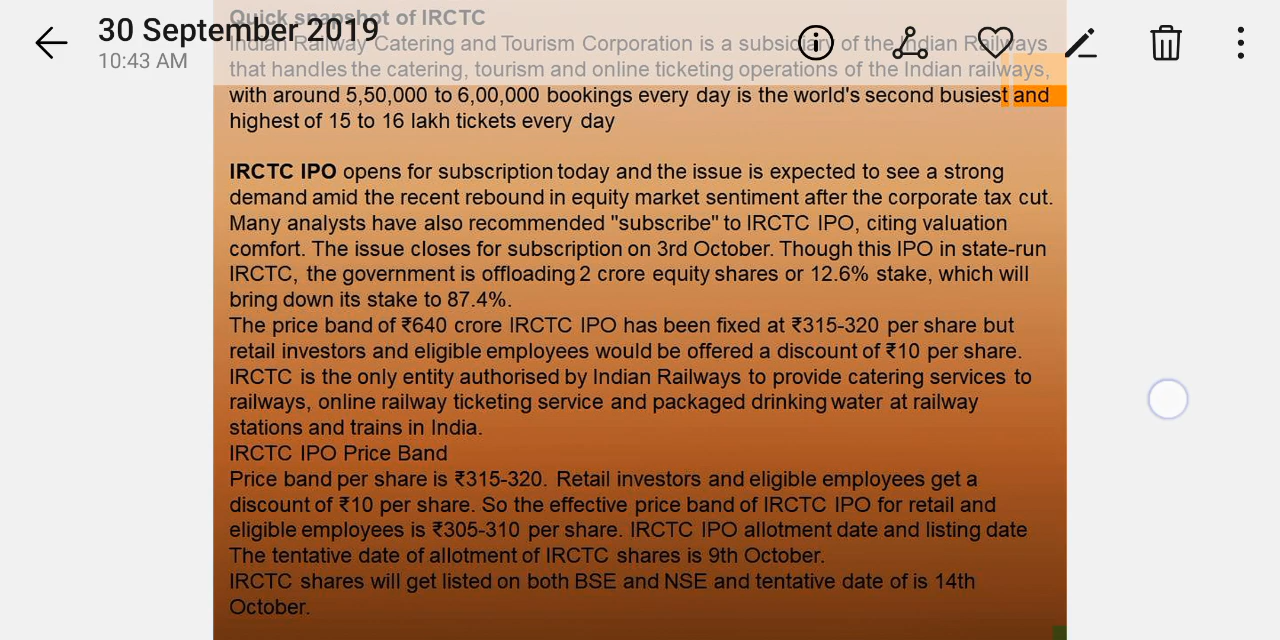 Quick snapshot of IRCTC
30 September 2019
10:43 AM
Indian Railway Catering and Tourism Corporation is a subsidiary of the Indian Railways
that handles the catering, tourism and online ticketing operations of the Indian railways,
with around 5,50,000 to 6,00,000 bookings every day is the world's second busiest and
highest of 15 to 16 lakh tickets every day
IRCTC IPO opens for subscription today and the issue is expected to see a strong
demand amid the recent rebound in equity market sentiment after the corporate tax cut.
Many analysts have also recommended "subscribe" to IRCTC IPO, citing valuation
comfort. The issue closes for subscription on 3rd October. Though this IPO in state-run
IRCTC, the government is offloading 2 crore equity shares or 12.6% stake, which will
bring down its stake to 87.4%.
The price band of ₹640 crore IRCTC IPO has been fixed at ₹315-320 per share but
retail investors and eligible employees would be offered a discount of ₹10 per share.
IRCTC is the only entity authorised by Indian Railways to provide catering services to
railways, online railway ticketing service and packaged drinking water at railway
stations and trains in India.
IRCTC IPO Price Band
Price band per share is ₹315-320. Retail investors and eligible employees get a
discount of ₹10 per share. So the effective price band of IRCTC IPO for retail and
eligible employees is ₹305-310 per share. IRCTC IPO allotment date and listing date
The tentative date of allotment of IRCTC shares is 9th October.
IRCTC shares will get listed on both BSE and NSE and tentative date of is 14th
October.